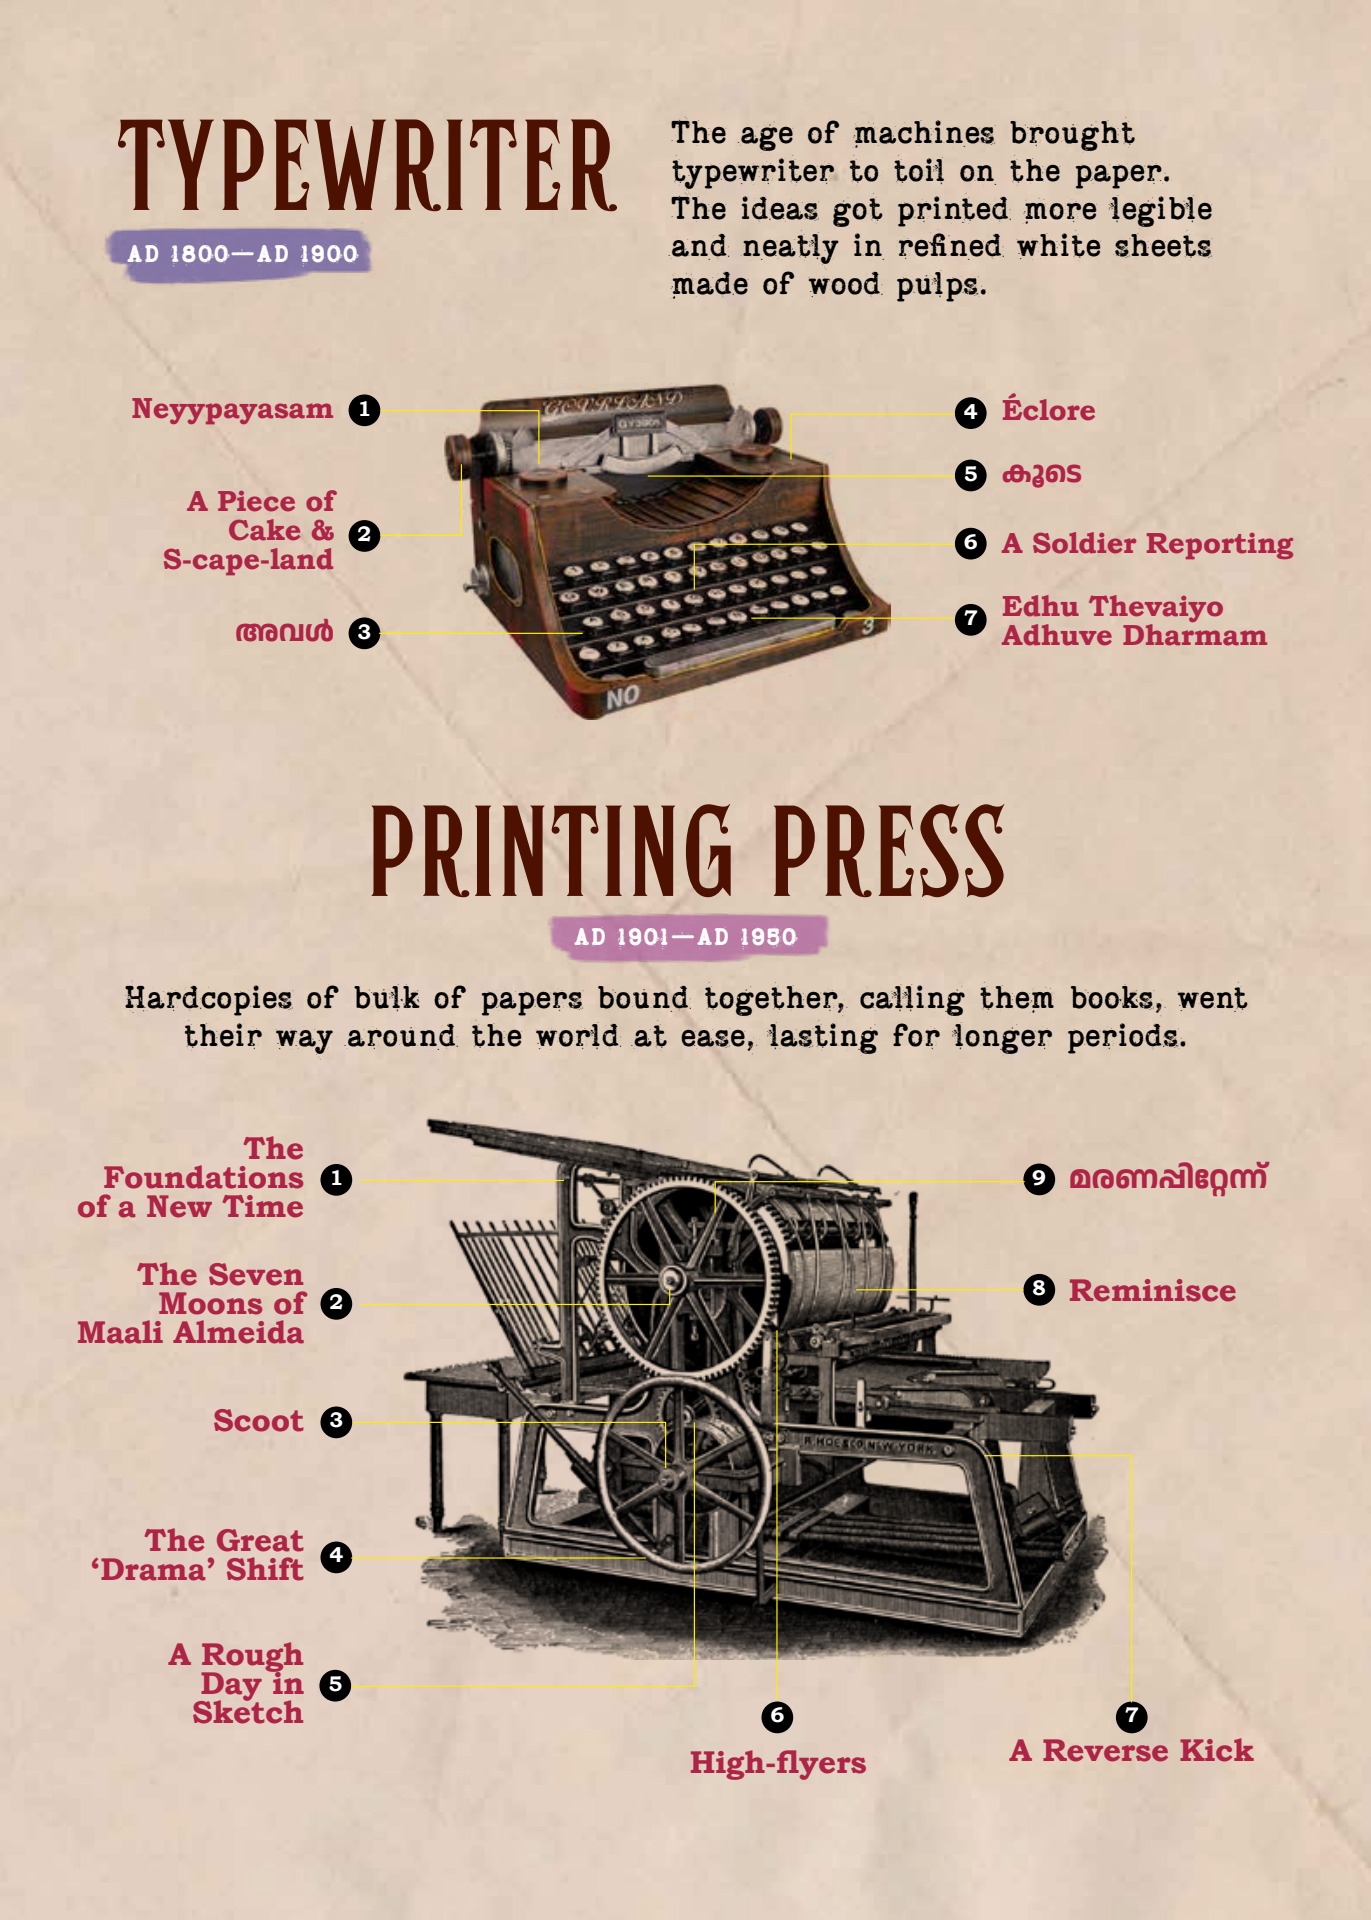 TYPEWRITER
AD 1800—AD 1900
The age of machines brought
typewriter to toil on the paper.
The ideas got printed more legible
and neatly in refined white sheets
made of wood pulps.
Neyypayasam 1
A Piece of
Cake & 2
S-cape-land
അവൾ 3
4 Éclore
5 കൂടെ
6 A Soldier Reporting
7 Edhu Thevaiyo
Adhuve Dharmam
NO
3
PRINTING PRESS
AD 1901—AD 1950
Hardcopies of bulk of papers bound together, calling them books, went
their way around the world at ease, lasting for longer periods.
The
Foundations 1
of a New Time
The Seven
Moons of 2
Maali Almeida
Scoot 3
The Great 4
‘Drama’ Shift
A Rough
Day in 5
Sketch
6
High-flyers
7
A Reverse Kick
8 Reminisce
9 മരണപ്പിറ്റേന്ന്
R. HOE & CO. NEW YORK